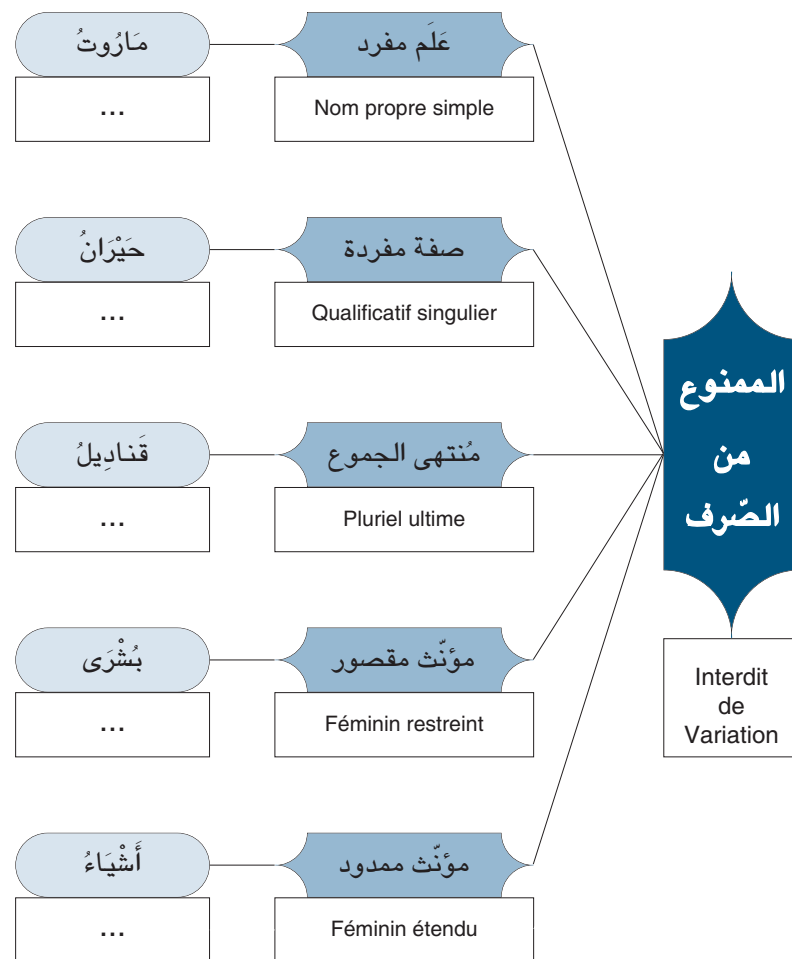 الممنوع
من
الصّرف
Interdit
de
Variation
عَلَم مفرد
Nom propre simple
مَارُوتُ
...
صفة مفردة
Qualificatif singulier
حَيْرَانُ
...
مُنتهى الجموع
Pluriel ultime
قَنادِيلُ
...
مؤنّث مقصور
Féminin restreint
بُشْرَى
...
مؤنّث ممدود
Féminin étendu
أَشْيَاءُ
...